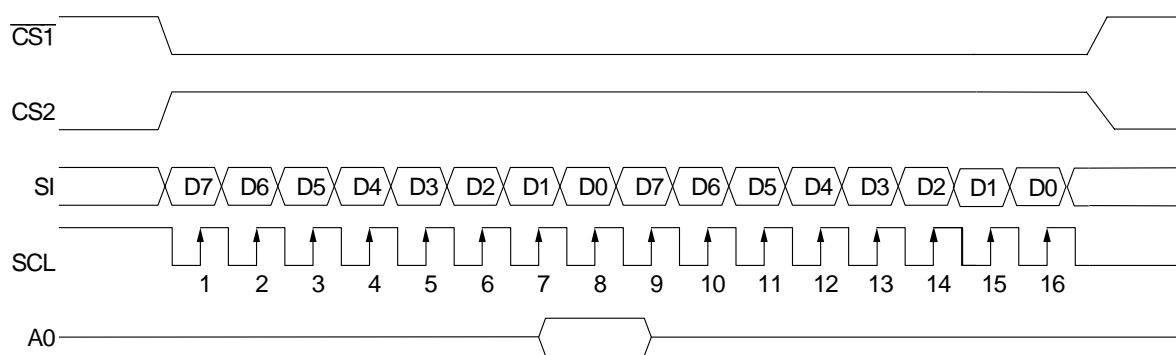 CS1
CS2
SI D7 D6 D5 D4 D3 D2 D1 D0 D7 D6 D5 D4 D3 D2 D1 D0
SCL
1 2 3 4 5 6 7 8 9 10 11 12 13 14 15 16
A0